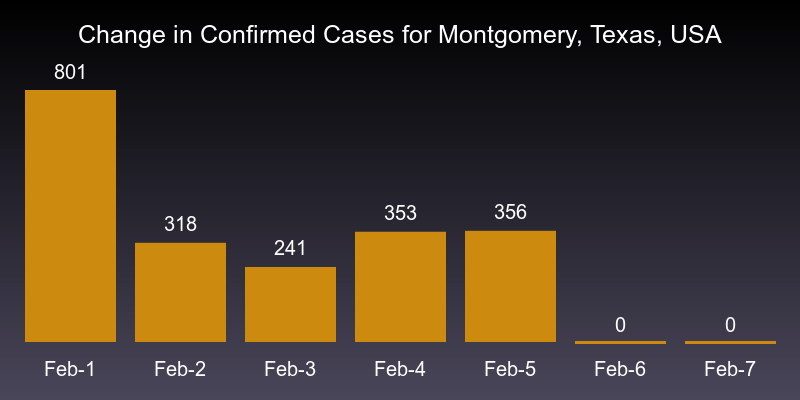 Change in Confirmed Cases for Montgomery, Texas, USA
801
318
241
353
356
0
0
Feb-1
Feb-2
Feb-3
Feb-4
Feb-5
Feb-6
Feb-7